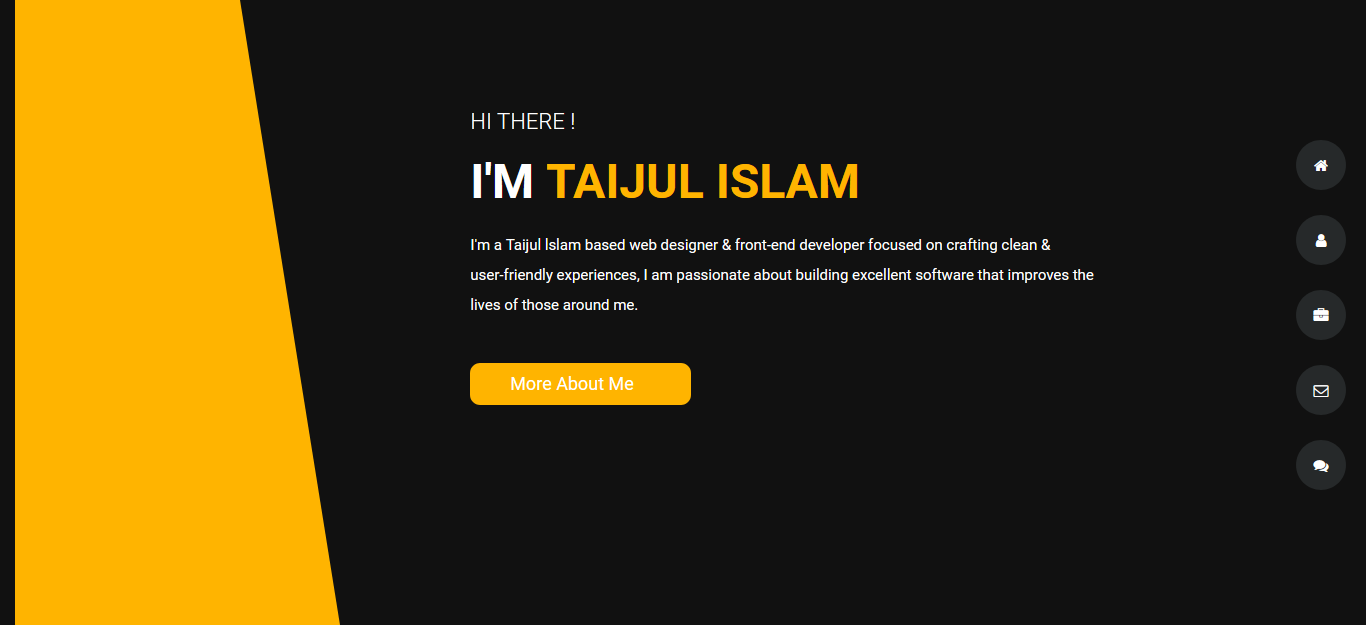 HI THERE !
I'M TAIJUL ISLAM
I'm a Taijul Islam based web designer & front-end developer focused on crafting clean &
user-friendly experiences, I am passionate about building excellent software that improves the
lives of those around me.
More About Me